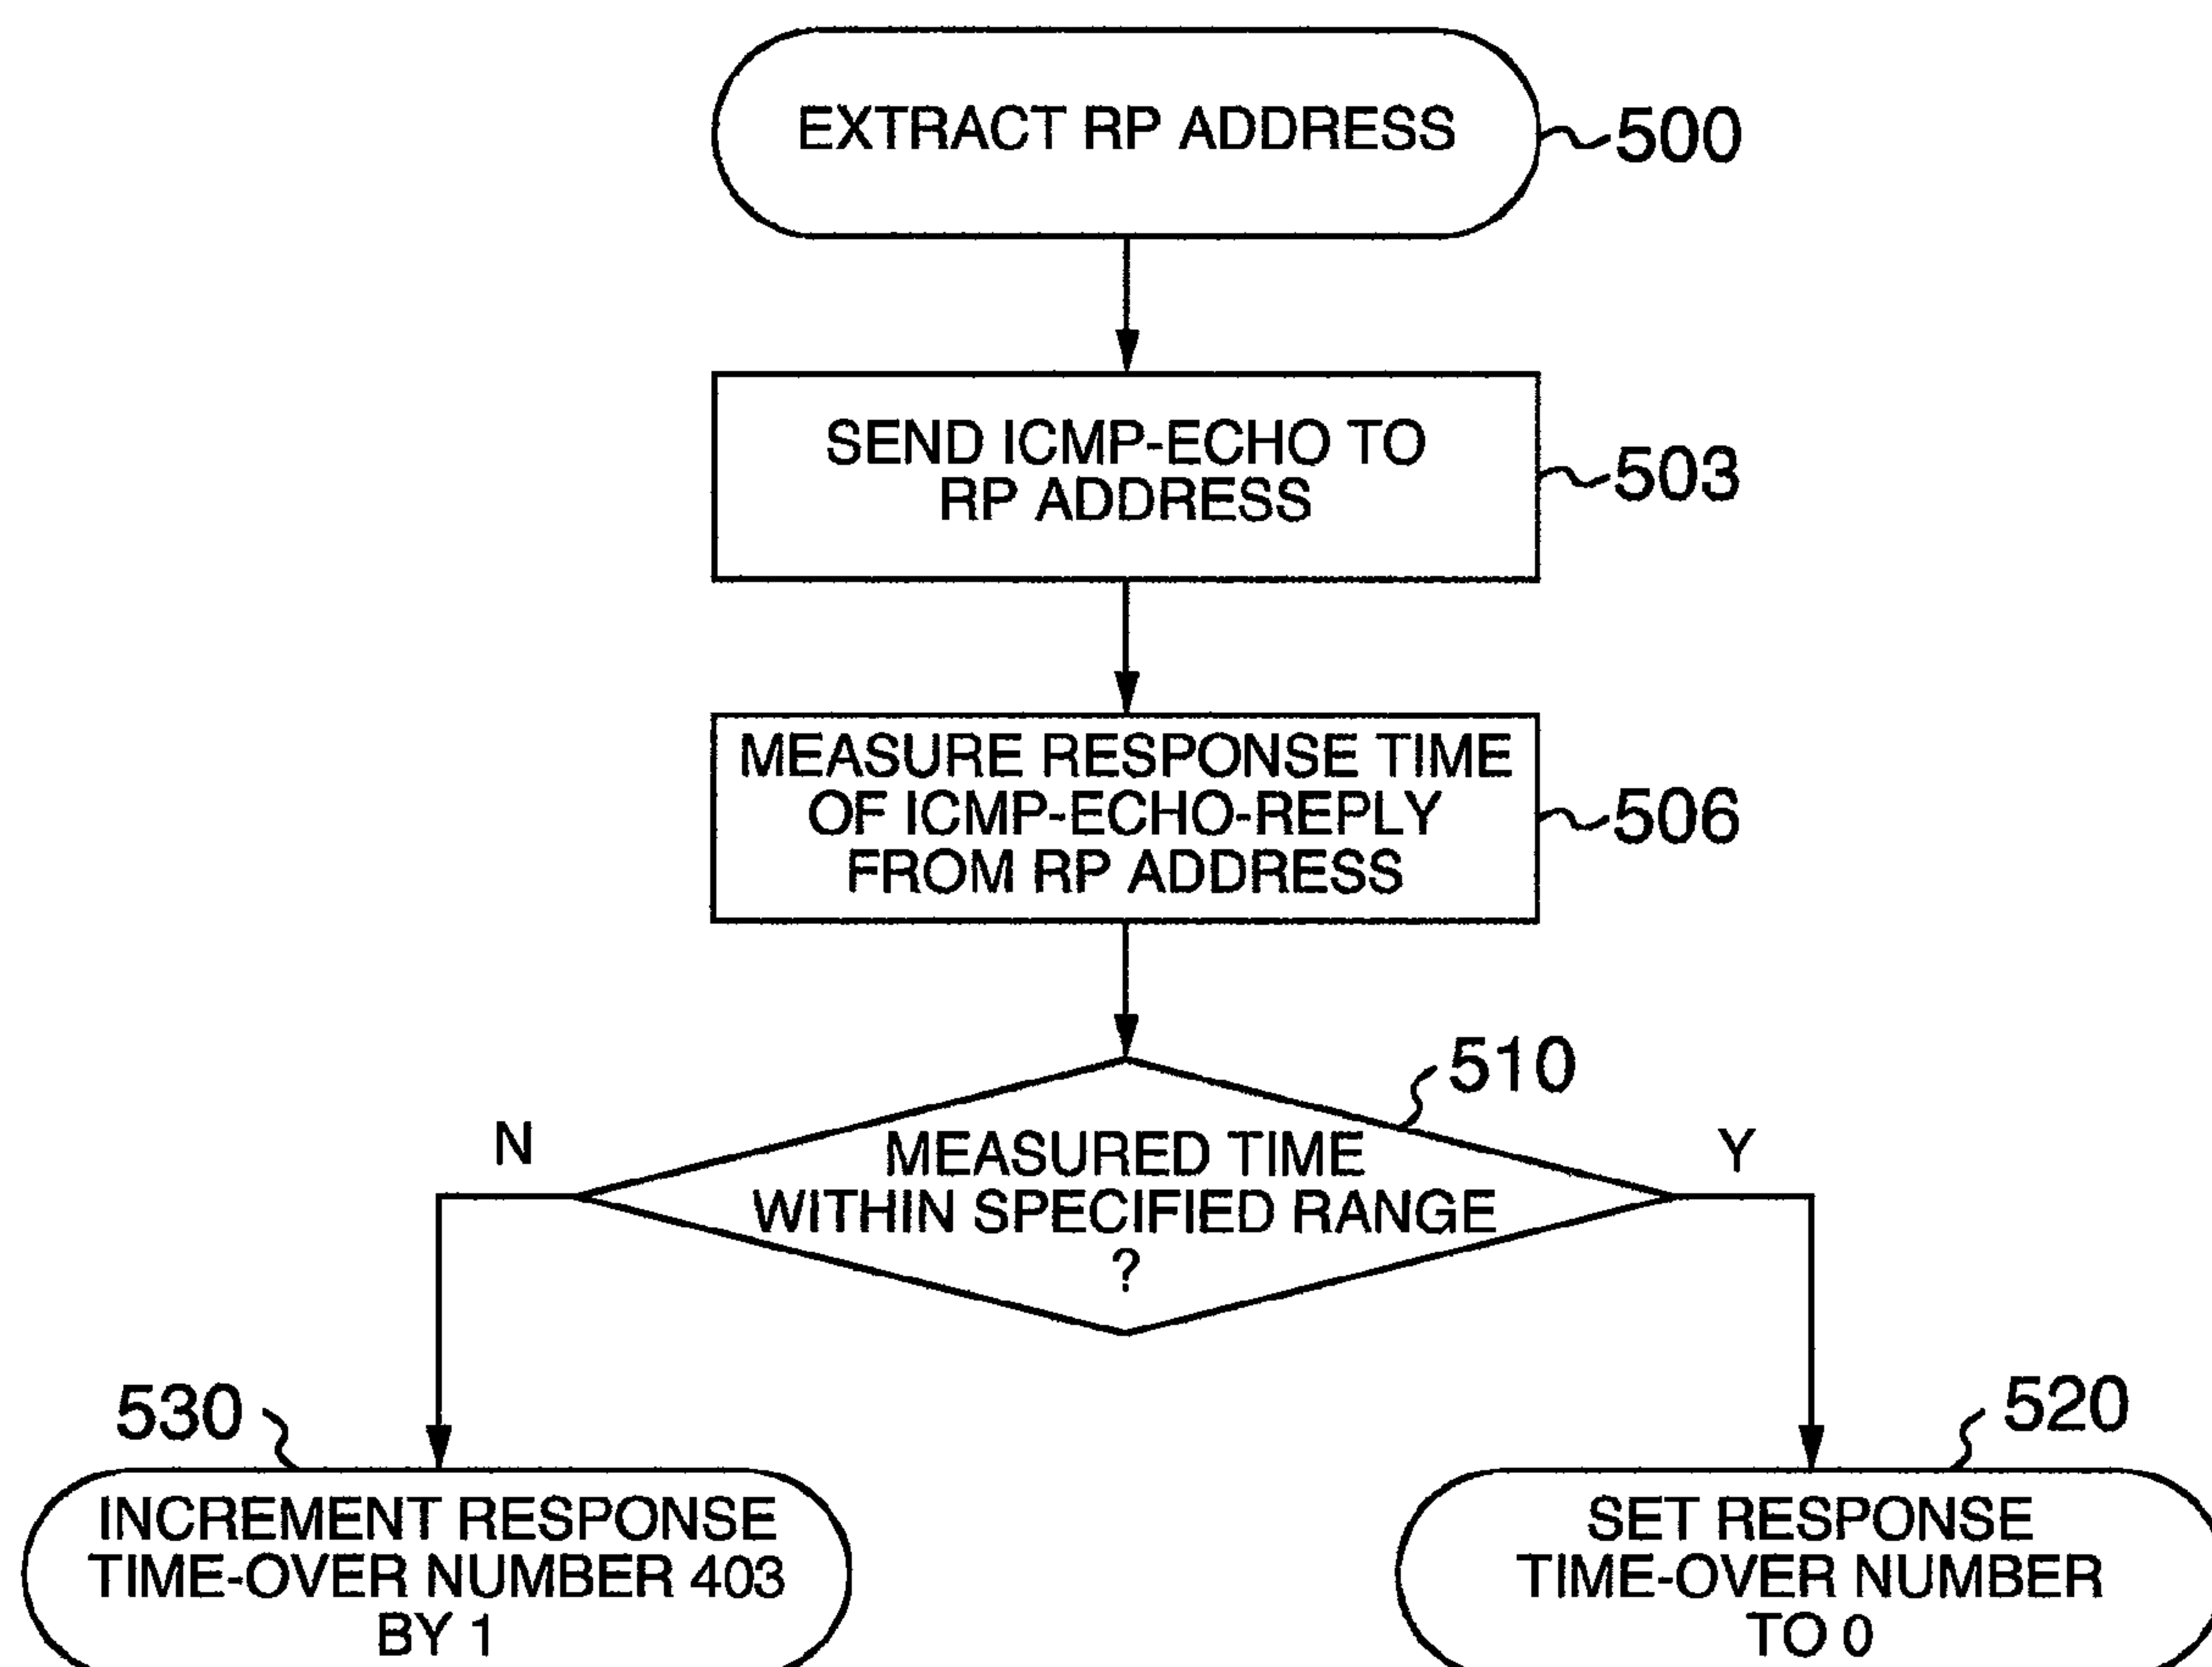 EXTRACT RP ADDRESS
500
SEND ICMP-ECHO TO
RP ADDRESS
503
MEASURE RESPONSE TIME
OF ICMP-ECHO-REPLY
FROM RP ADDRESS
506
510
N
MEASURED TIME
WITHIN SPECIFIED RANGE
?
Y
530
INCREMENT RESPONSE
TIME-OVER NUMBER 403
BY 1
520
SET RESPONSE
TIME-OVER NUMBER
TO 0